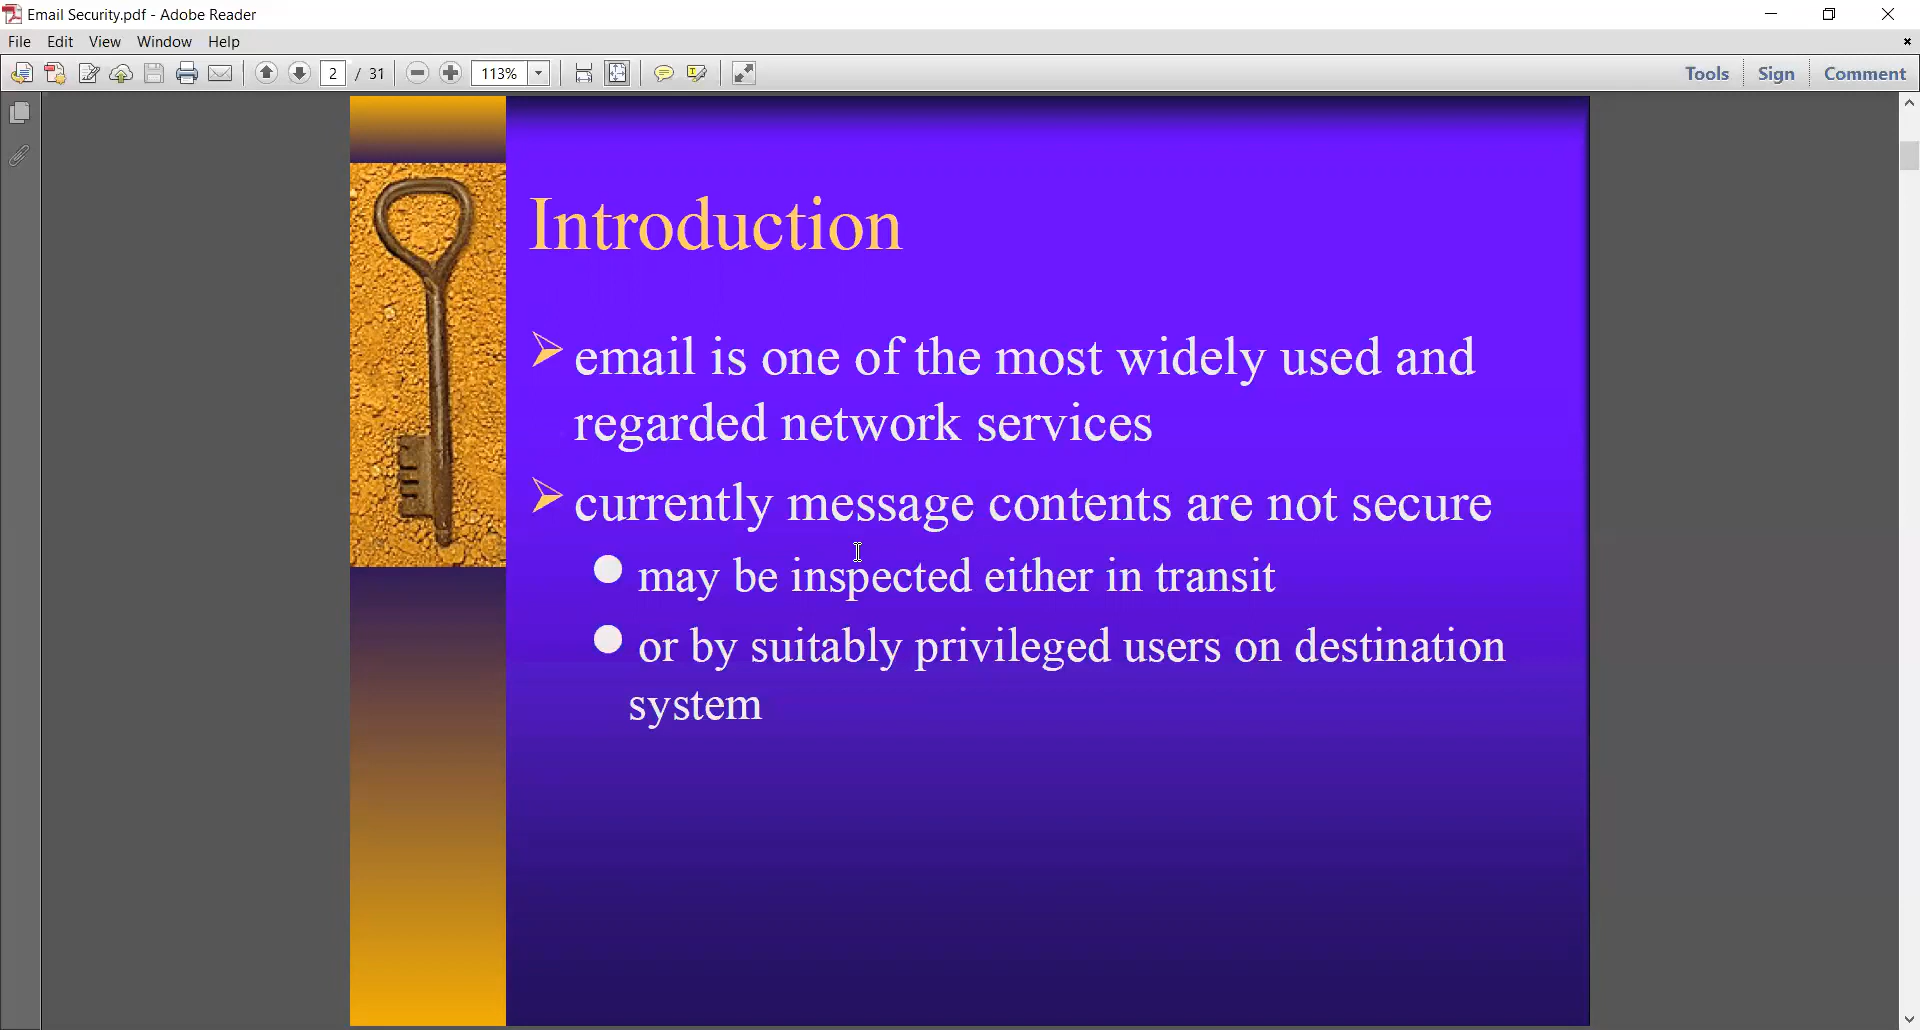 Email Security.pdf - Adobe Reader
File Edit View Window Help
2 / 31 113% Tools Sign Comment
Introduction
email is one of the most widely used and
regarded network services
currently message contents are not secure
may be inspected either in transit
or by suitably privileged users on destination
system